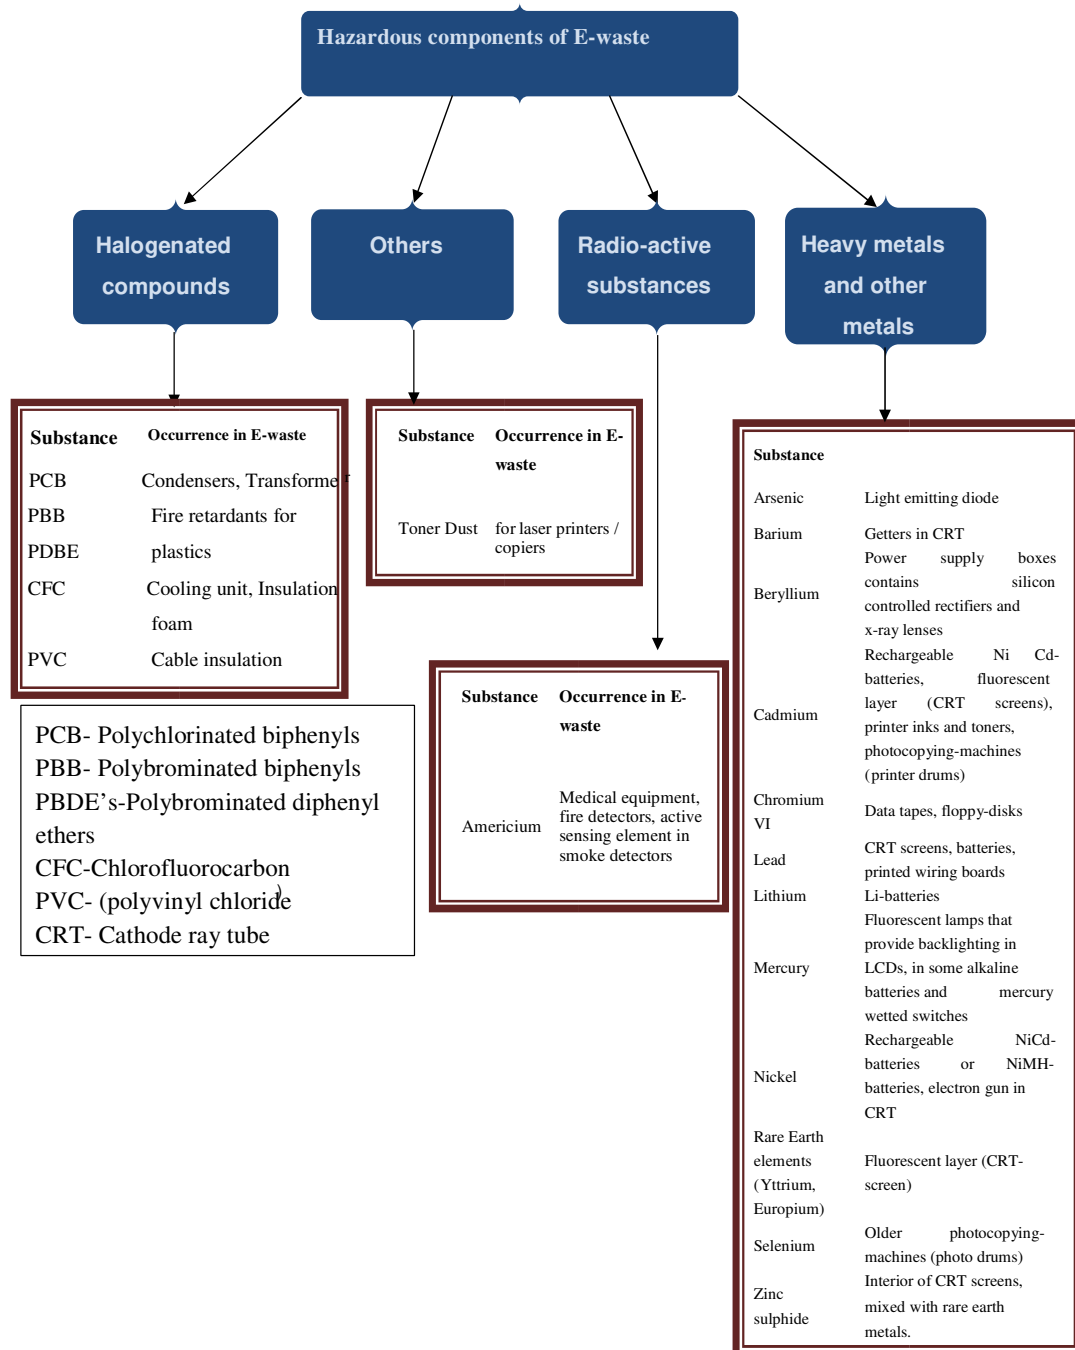 Hazardous components of E-waste
Halogenated
compounds
Others
Radio-active
substances
Heavy metals
and other
metals
Substance Occurrence in E-waste
PCB Condensers, Transformer
PBB Fire retardants for
PDBE plastics
CFC Cooling unit, Insulation
foam
PVC Cable insulation
PCB- Polychlorinated biphenyls
PBB- Polybrominated biphenyls
PBDE's-Polybrominated diphenyl
ethers
CFC-Chlorofluorocarbon
PVC- (polyvinyl chloride)
CRT- Cathode ray tube
Substance Occurrence in E-
waste
Toner Dust for laser printers /
copiers
Substance Occurrence in E-
waste
Americium Medical equipment,
fire detectors, active
sensing element in
smoke detectors
Substance
Arsenic Light emitting diode
Barium Getters in CRT
Beryllium Power supply boxes
contains silicon
controlled rectifiers and
x-ray lenses
Cadmium Rechargeable Ni Cd-
batteries, fluorescent
layer (CRT screens),
printer inks and toners,
photocopying-machines
(printer drums)
Chromium
VI Data tapes, floppy-disks
Lead CRT screens, batteries,
printed wiring boards
Lithium Li-batteries
Mercury Fluorescent lamps that
provide backlighting in
LCDs, in some alkaline
batteries and mercury
wetted switches
Nickel Rechargeable NiCd-
batteries or NiMH-
batteries, electron gun in
CRT
Rare Earth
elements
(Yttrium,
Europium) Fluorescent layer (CRT-
screen)
Selenium Older photocopying-
machines (photo drums)
Zinc
sulphide Interior of CRT screens,
mixed with rare earth
metals.